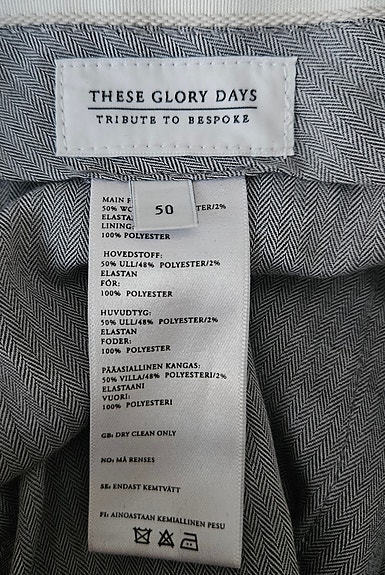 THESE GLORY DAYS
TRIBUTE TO BESPOKE
50
MAIN
50% TER/2%
ELASTA
LINING:
100% POLYESTER
HOVEDSTOFF:
50% ULL/48% POLYESTER/2%
ELASTAN
FÓR:
100% POLYESTER
HUVUDTYG:
50% ULL/48% POLYESTER/2%
ELASTAN
FODER:
100% POLYESTER
PÄÄASIALLINEN KANGAS:
50% VILLA/48% POLYESTERI/2%
ELASTAANI
VUORI:
100% POLYESTERI
GB: DRY CLEAN ONLY
NO: MÅ RENSES
SE: ENDAST KEMTVÄTT
FI: AINOASTAAN KEMIALLINEN PESU